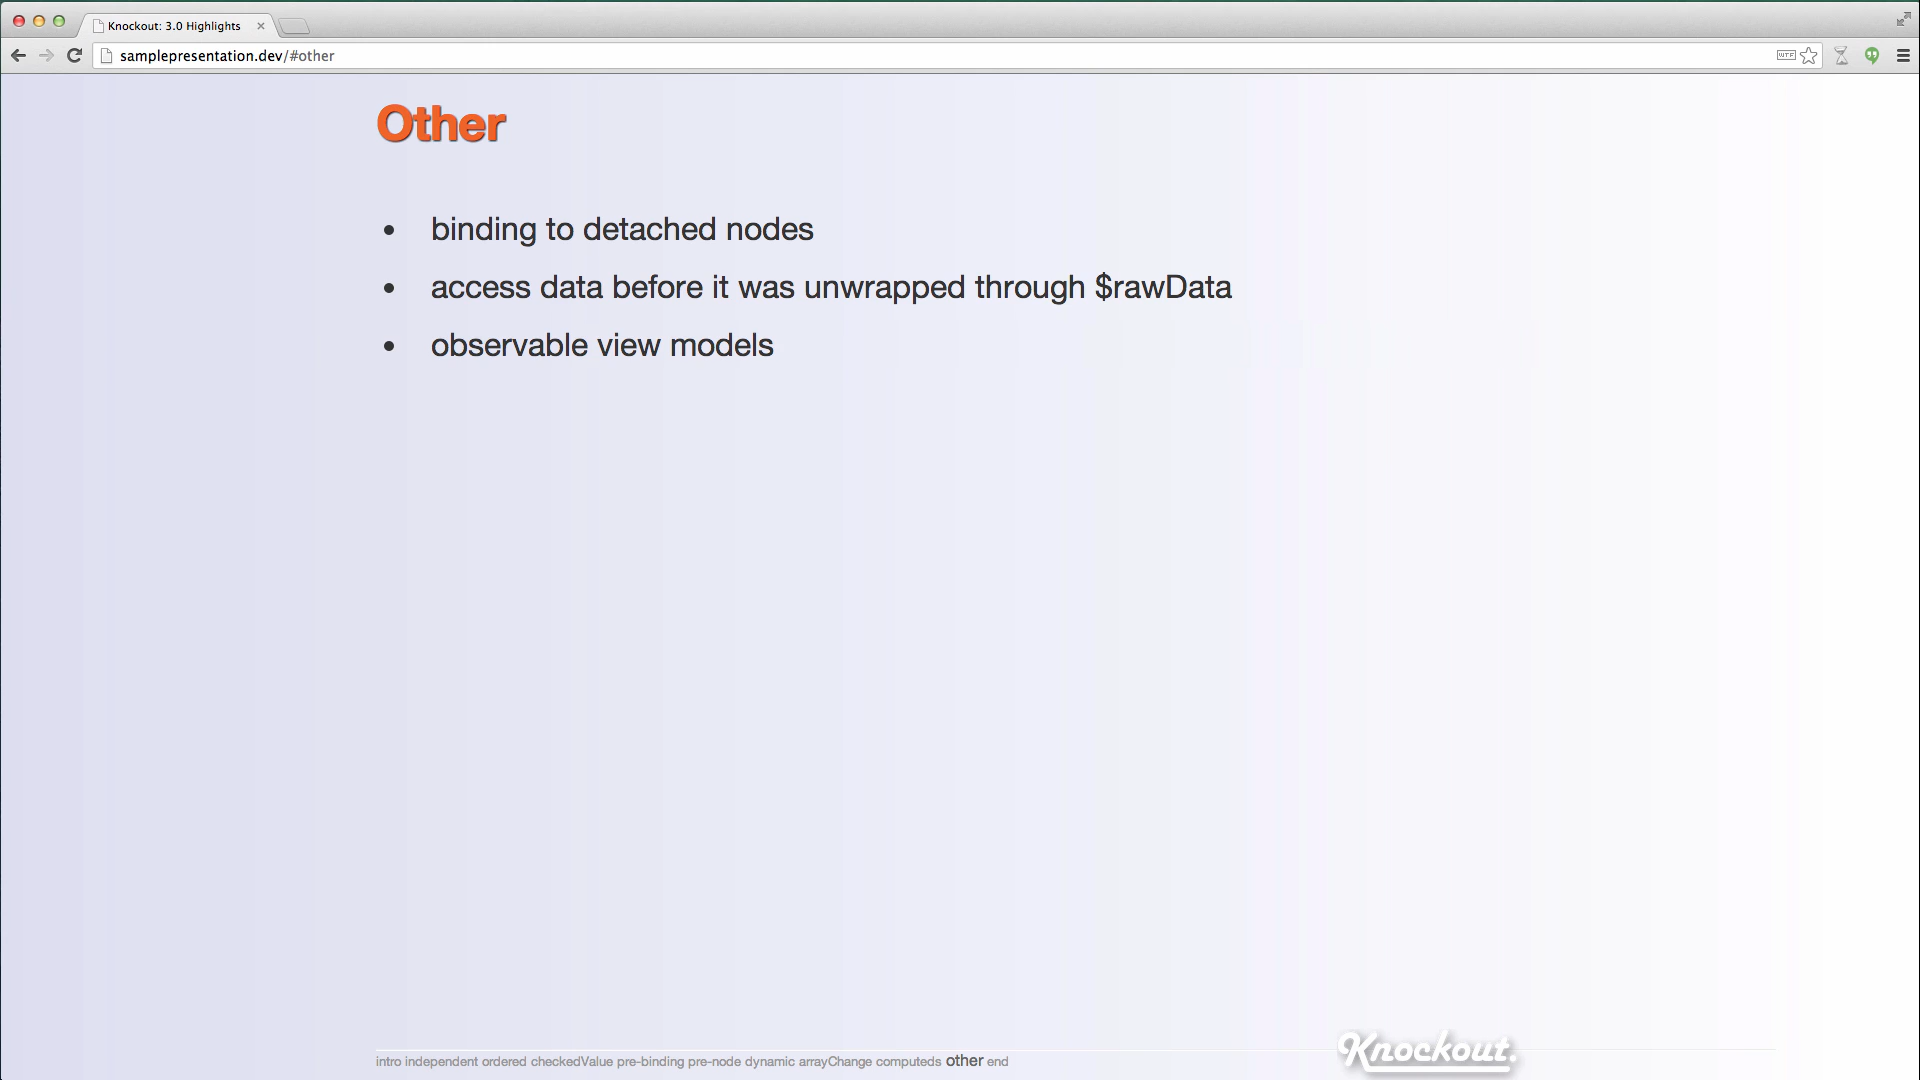 Knockout: 3.0 Highlights
samplepresentation.dev/#other
WTF
Other
binding to detached nodes
access data before it was unwrapped through $rawData
observable view models
intro independent ordered checkedValue pre-binding pre-node dynamic arrayChange computeds other end
Knockout.